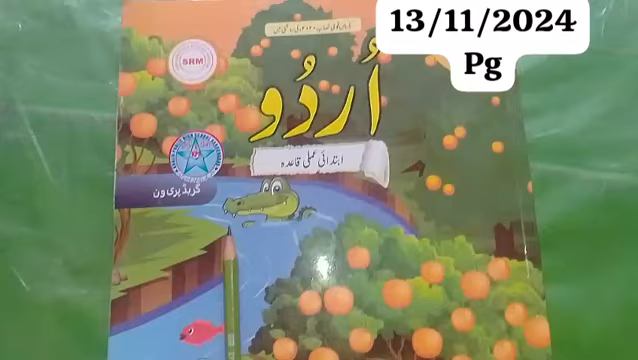 13/11/2024
Pg
SRM
اُردُو
ابتدائی عملی قاعدہ
گریڈ پری ون